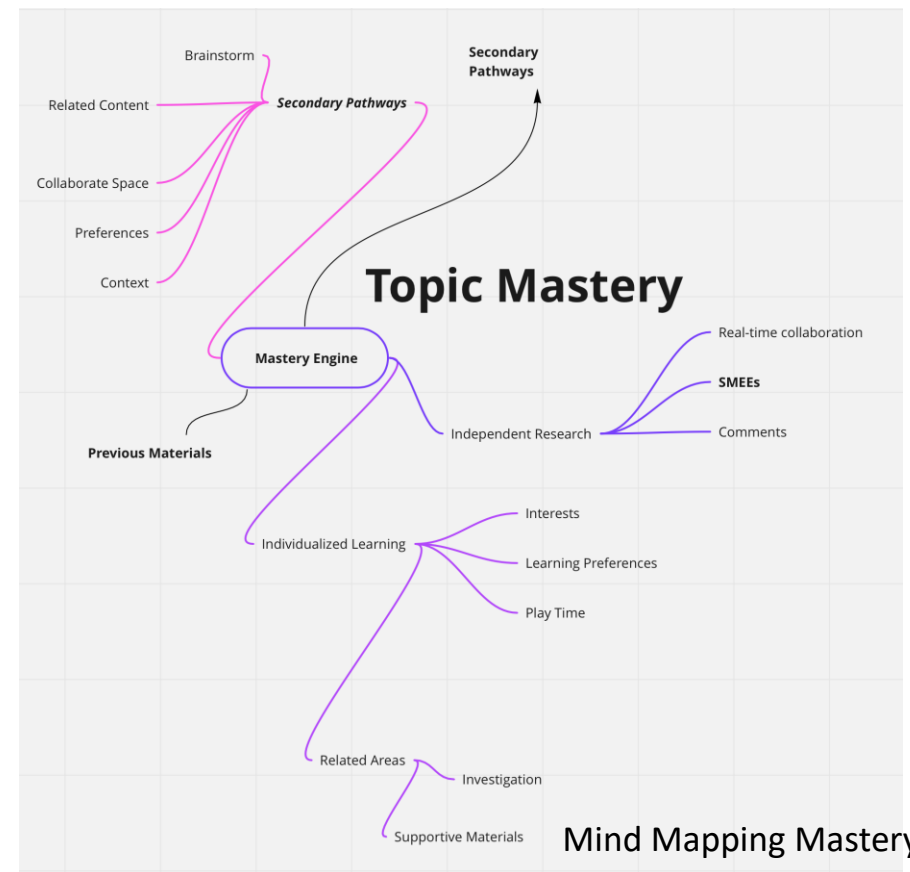 Brainstorm
Related Content
Secondary Pathways
Collaborate Space
Preferences
Context
Secondary
Pathways
Topic Mastery
Mastery Engine
Previous Materials
Real-time collaboration
SMEEs
Independent Research
Comments
Individualized Learning
Interests
Learning Preferences
Play Time
Related Areas
Investigation
Supportive Materials
Mind Mapping Mastery